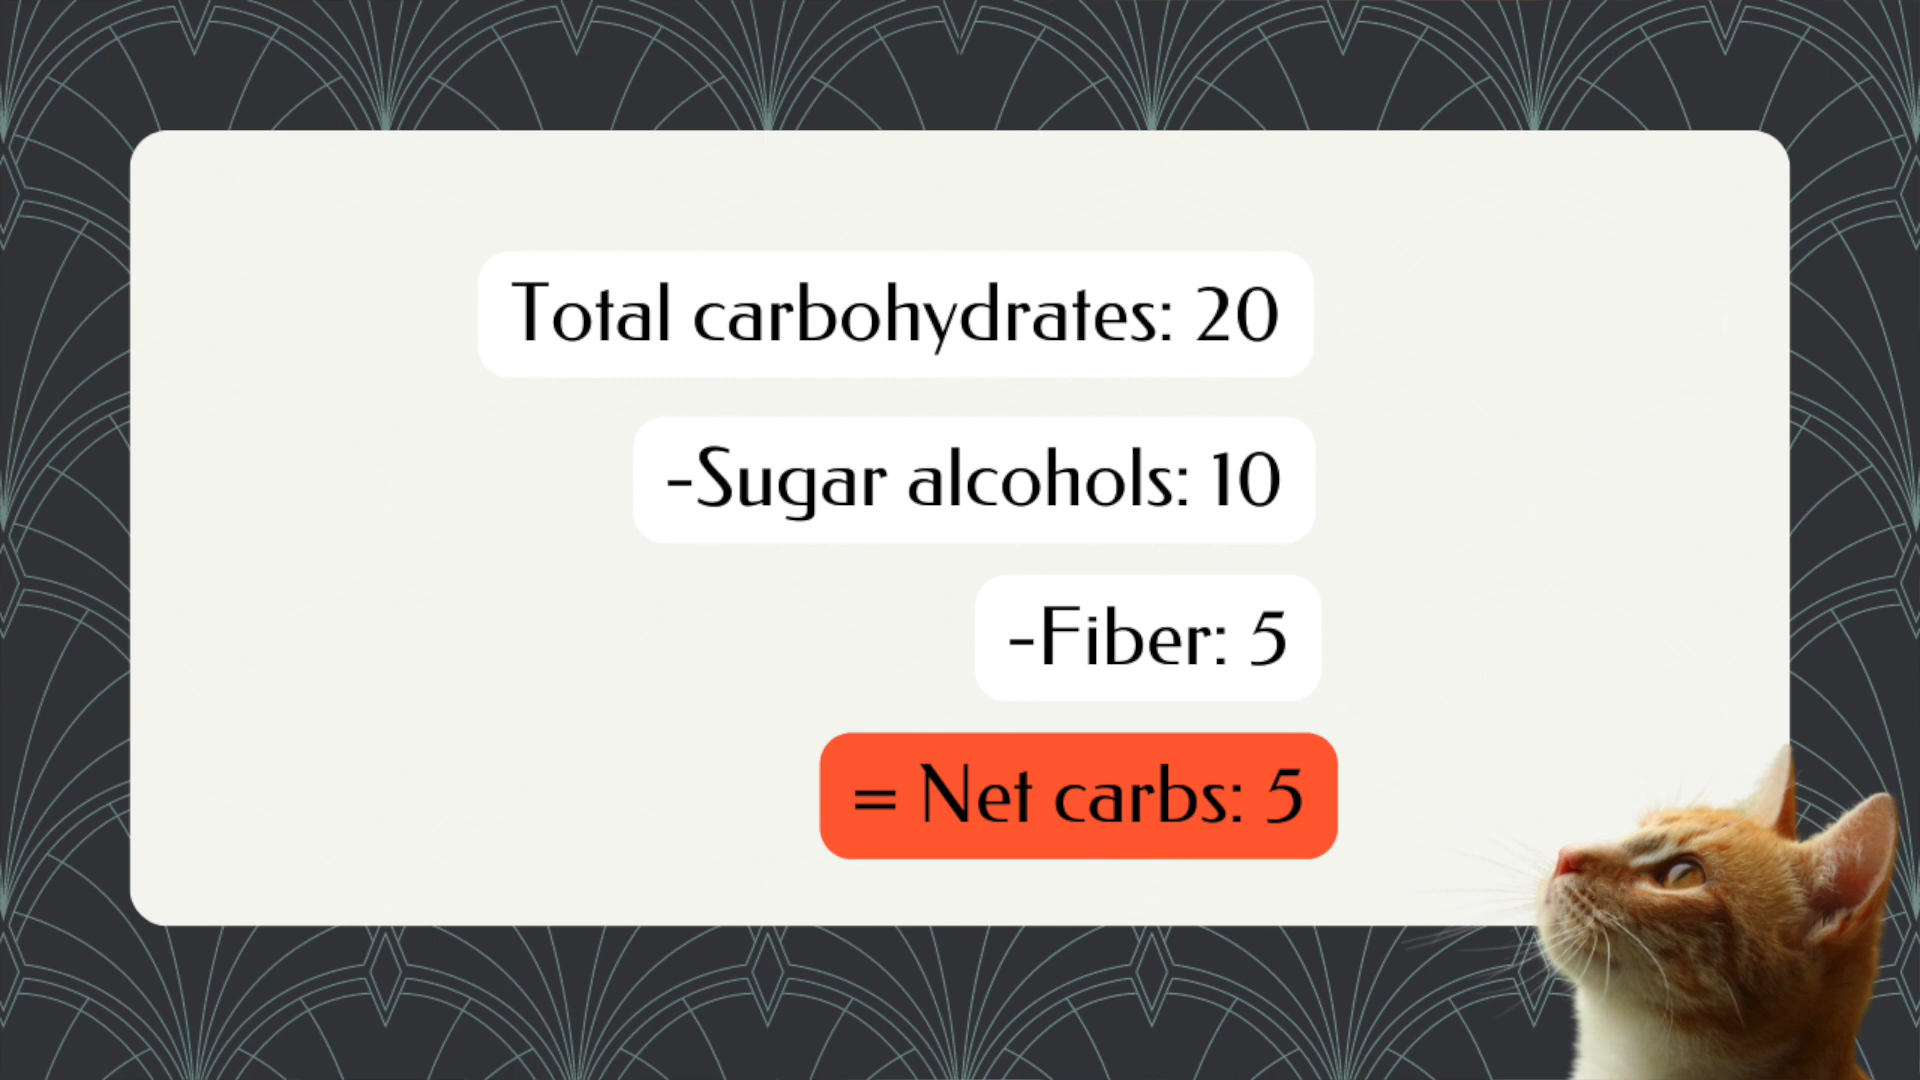 Total carbohydrates: 20
-Sugar alcohols: 10
-Fiber: 5
= Net carbs: 5